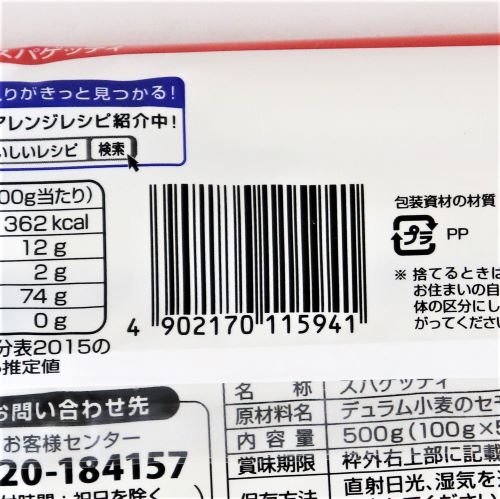 スパゲッティ
りがきっと見つかる!
アレンジレシピ紹介中!
いしいレシピ 検索
00g当たり)
362 kcal
12 g
2 g
74 g
0 g
分表2015の
推定値
4 902170 115941
包装資材の材質
プラ PP
※ 捨てるときは
お住まいの自
体の区分にし
がってください
お問い合わせ先
お客様センター
20-184157
付時間:祝日を除く
名 称 スパゲッティ
原材料名 デュラム小麦のセモ
内 容 量 500g(100g×5
賞味期限 枠外右上部に記載
保存方法 直射日光、湿気を